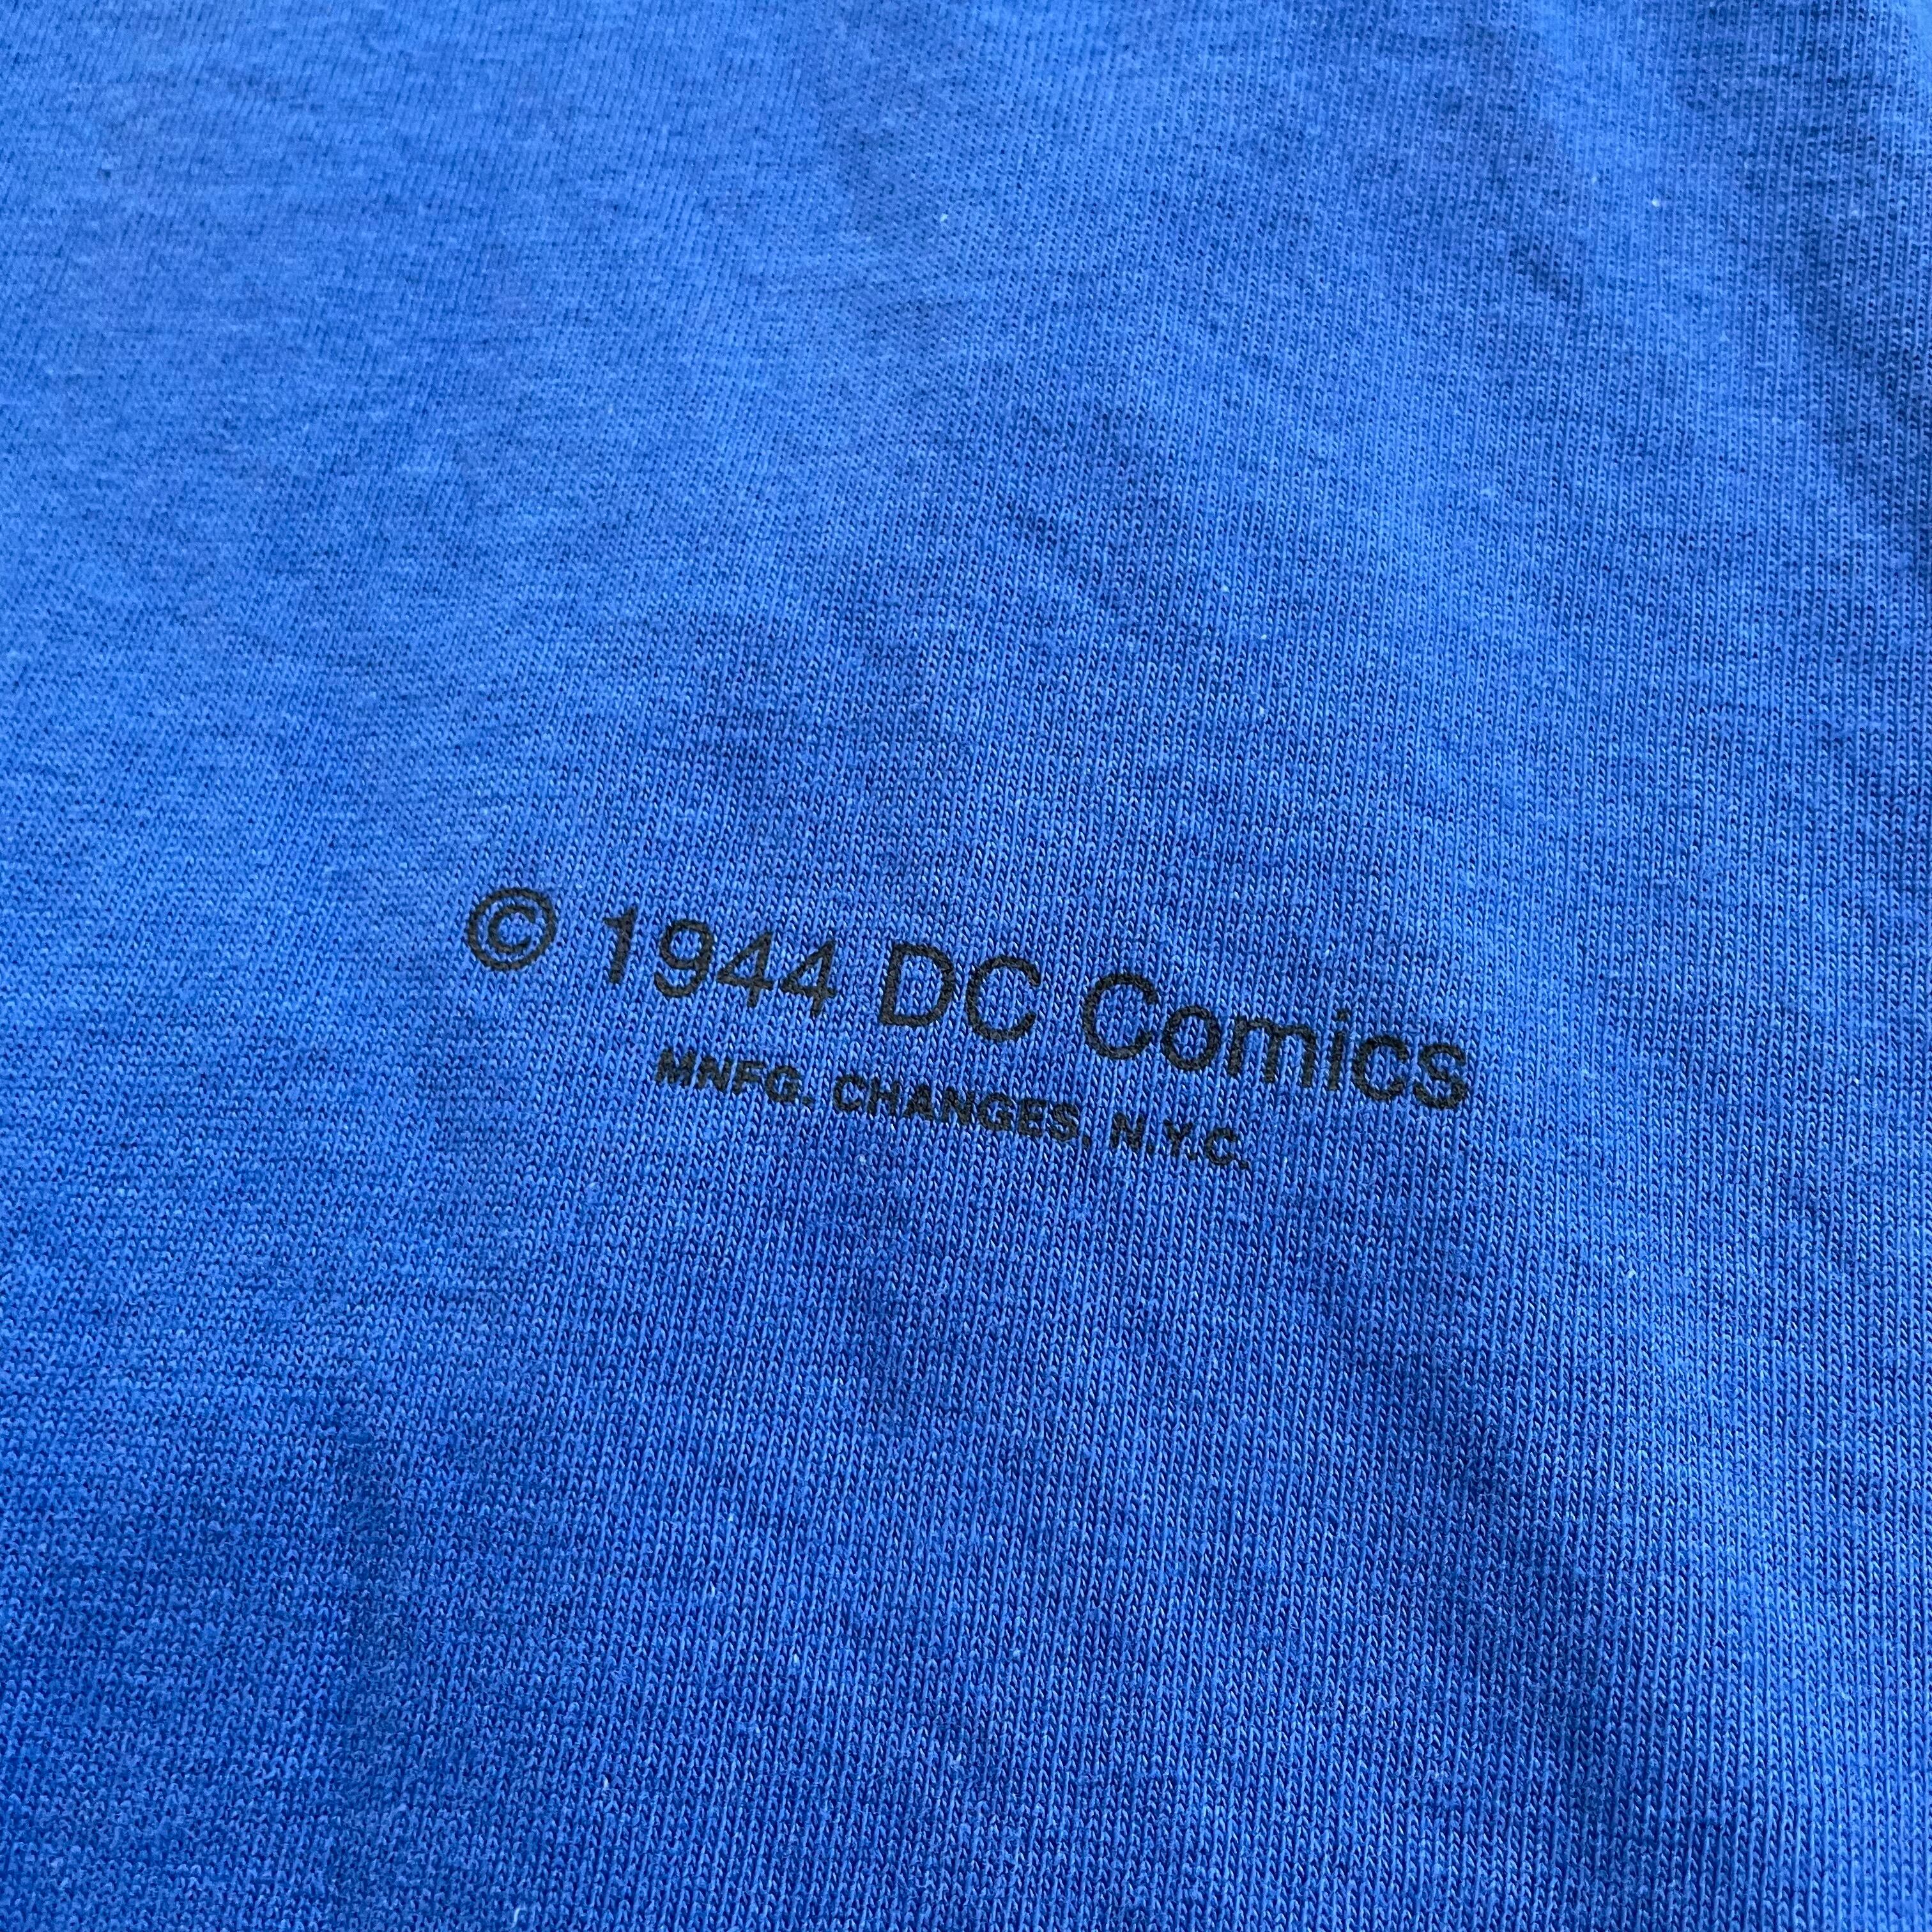 © 1944 DC Comics
MNFG. CHANGES, N.Y.C.